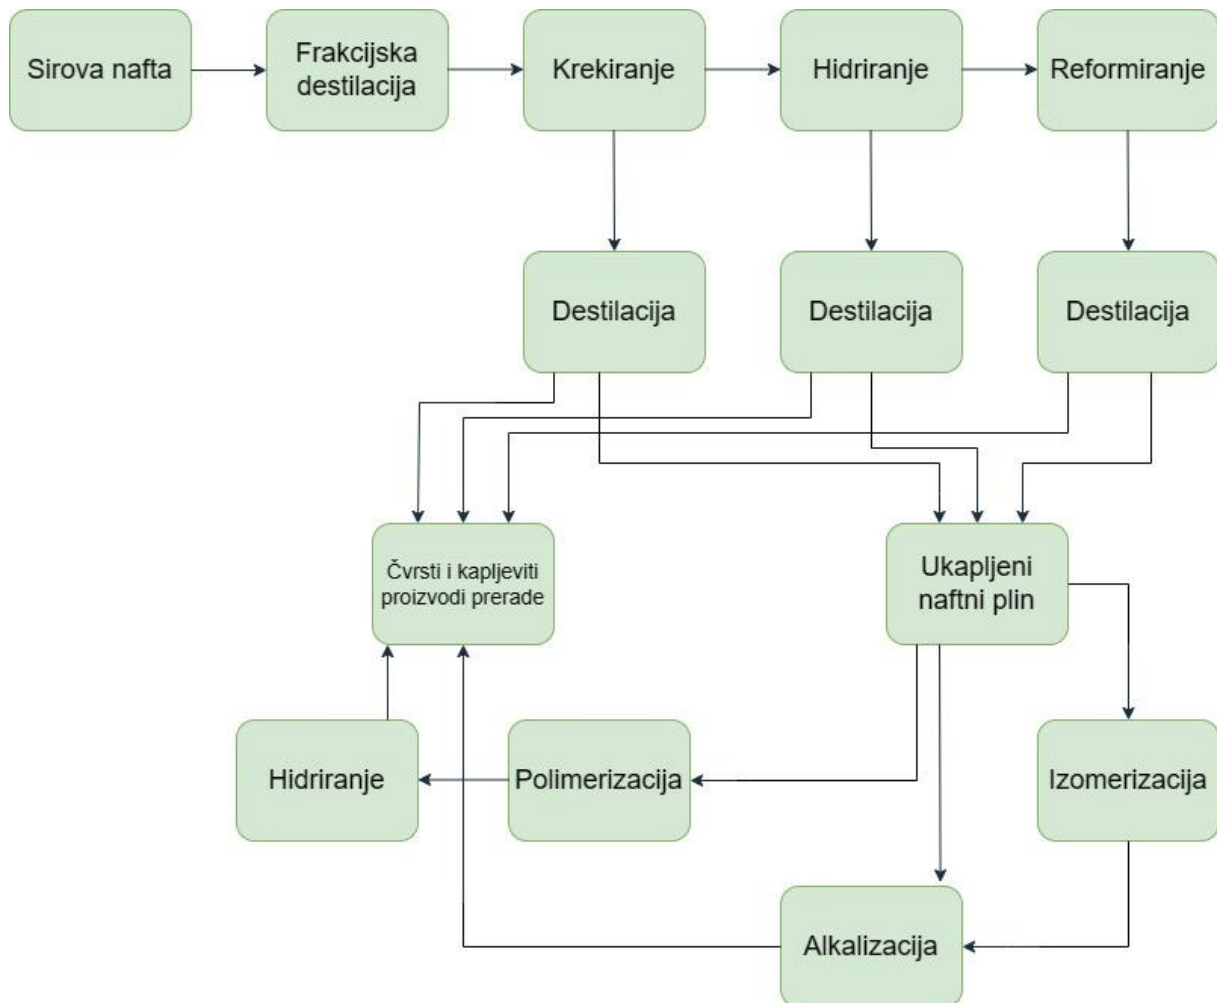 Sirova nafta
Frakcijska
destilacija
Krekiranje
Hidriranje
Reformiranje
Destilacija
Destilacija
Destilacija
Čvrsti i kapljeviti
proizvodi prerade
Ukapljeni
naftni plin
Hidriranje
Polimerizacija
Izomerizacija
Alkalizacija